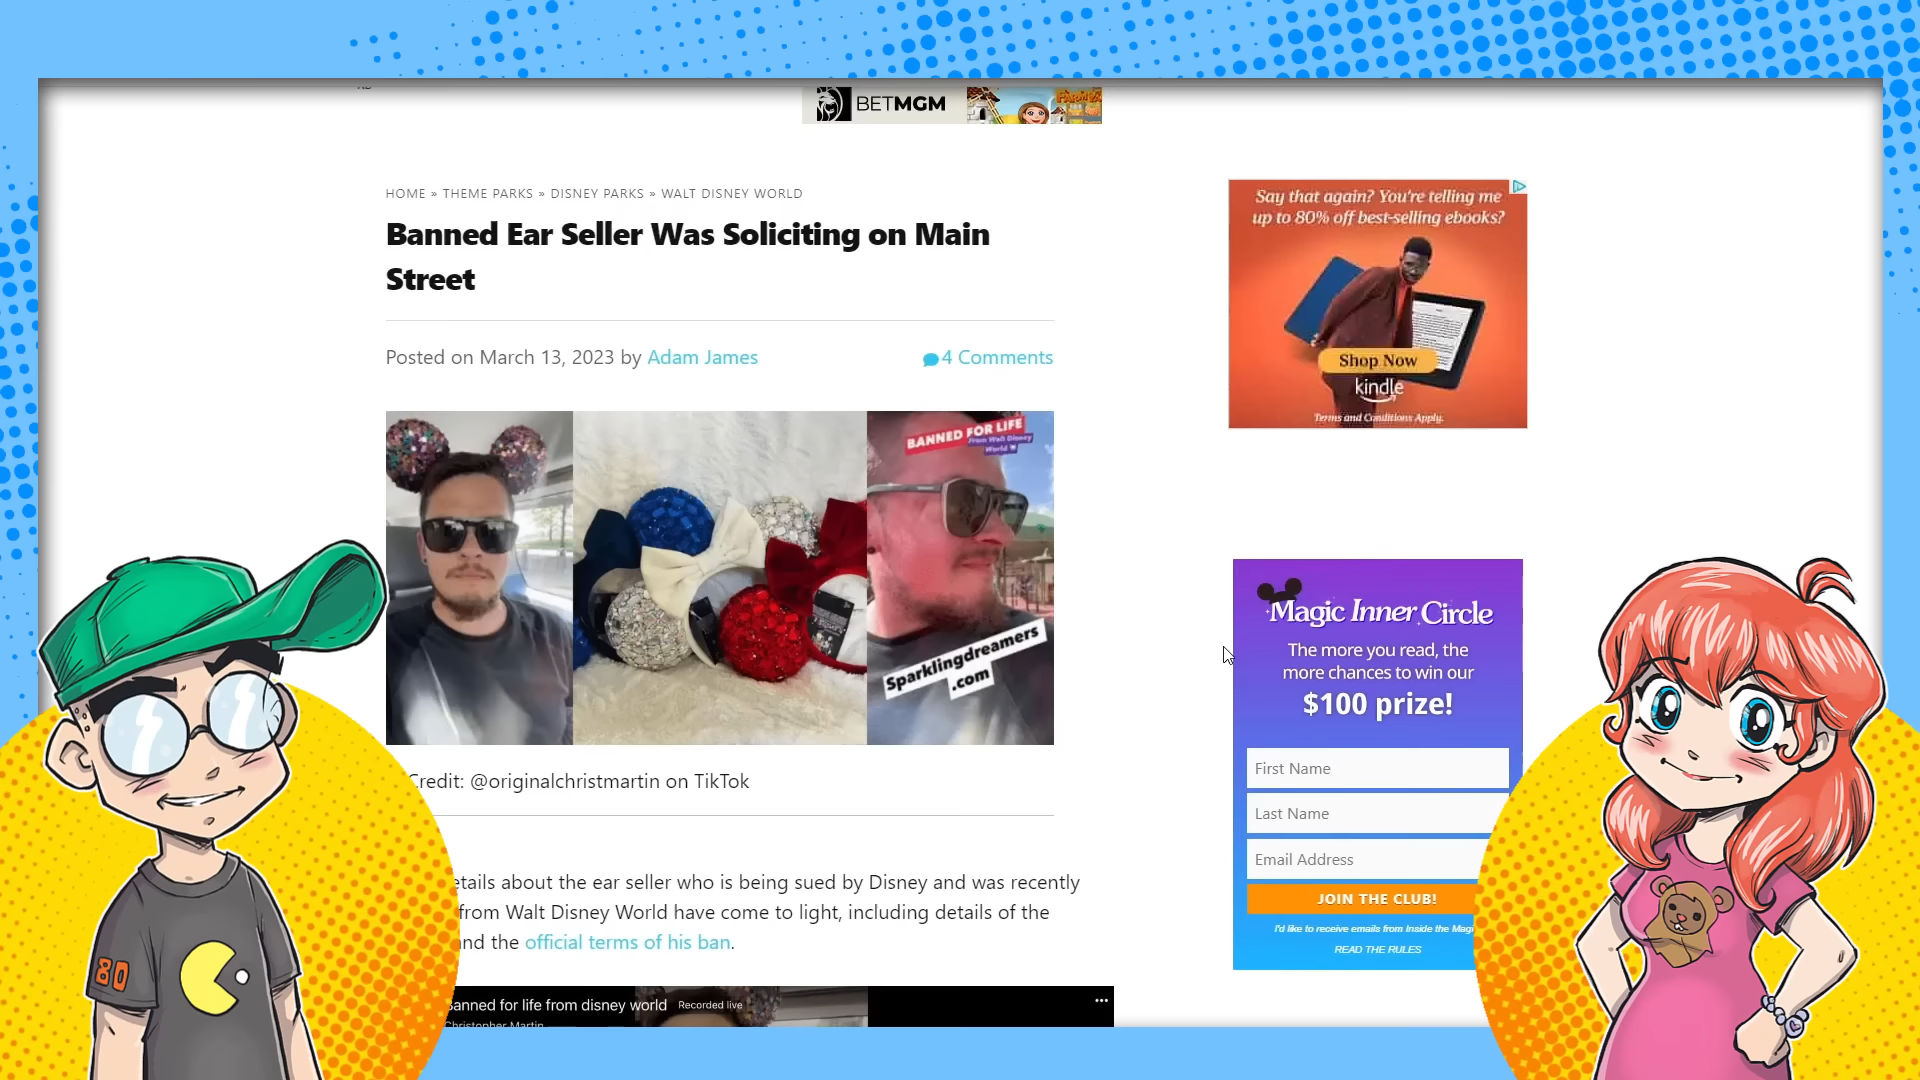 BETMGM
HOME » THEME PARKS » DISNEY PARKS » WALT DISNEY WORLD
Banned Ear Seller Was Soliciting on Main
Street
Posted on March 13, 2023 by Adam James
4 Comments
BANNED FOR LIFE
From Walt Disney
World
Sparklingdreamers
.com
Credit: @originalchristmartin on TikTok
etails about the ear seller who is being sued by Disney and was recently
from Walt Disney World have come to light, including details of the
nd the official terms of his ban.
Banned for life from disney world Recorded live
Christopher Martin
Say that again? You're telling me
up to 80% off best-selling ebooks?
Shop Now
kindle
Terms and Conditions Apply.
Magic Inner Circle
The more you read, the
more chances to win our
$100 prize!
First Name
Last Name
Email Address
JOIN THE CLUB!
I'd like to receive emails from Inside the Magi
READ THE RULES
80